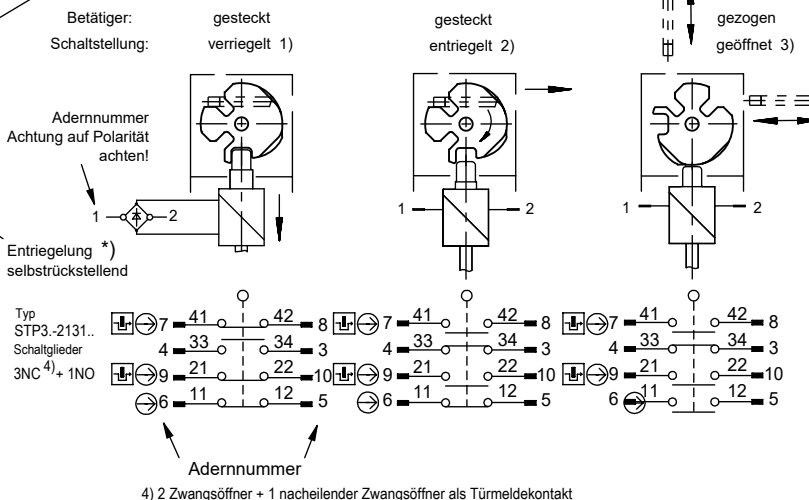 Betätiger: gesteckt gesteckt gezogen
Schaltstellung: verriegelt 1) entriegelt 2) geöffnet 3)
Adernnummer
Achtung auf Polarität
achten!
1 2 1 2 1 2
Entriegelung *)
selbstrückstellend
Typ
STP3.-2131..
Schaltglieder
3NC 4) + 1NO
7 41 42 8 7 41 42 8 7 41 42 8
4 33 34 3 4 33 34 3 4 33 34 3
9 21 22 10 9 21 22 10 9 21 22 10
6 11 12 5 6 11 12 5 6 11 12 5
Adernnummer
4) 2 Zwangsöffner + 1 nacheilender Zwangsöffner als Türmeldekontakt